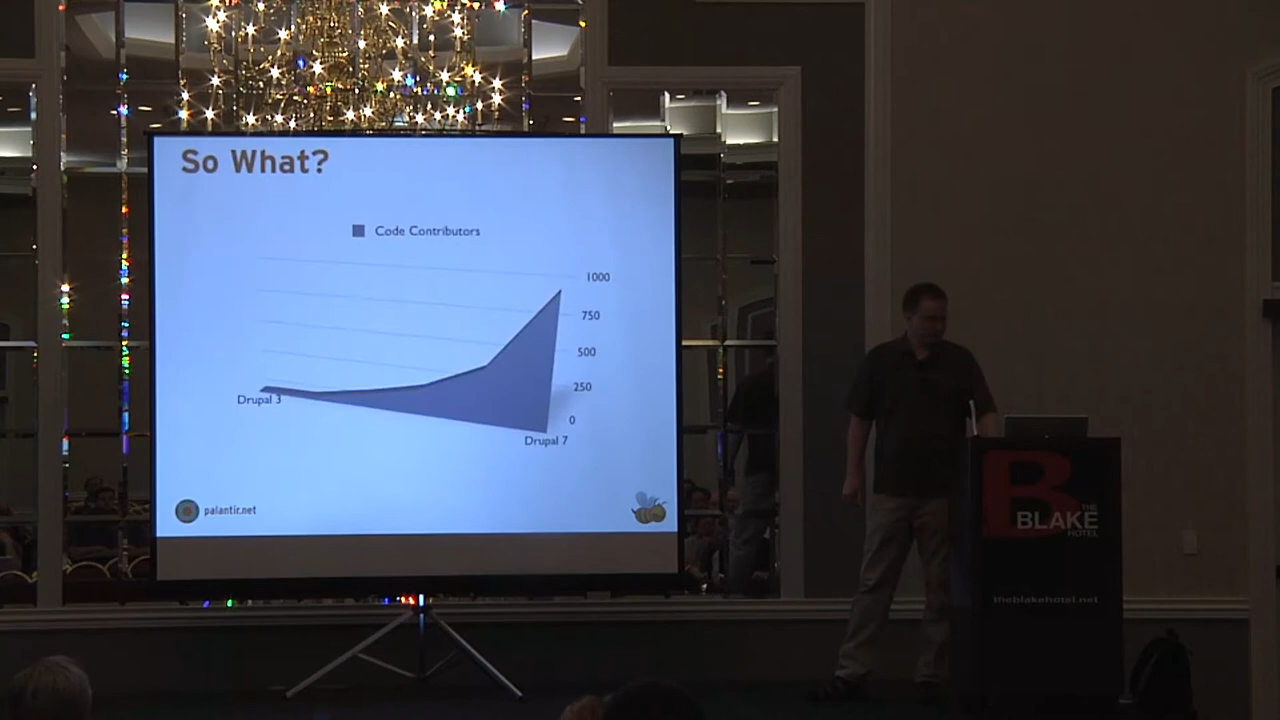 So What?
Code Contributors
1000
750
500
250
0
Drupal 3
Drupal 7
palantir.net
B
THE
BLAKE
HOTEL
theblakehotel.net